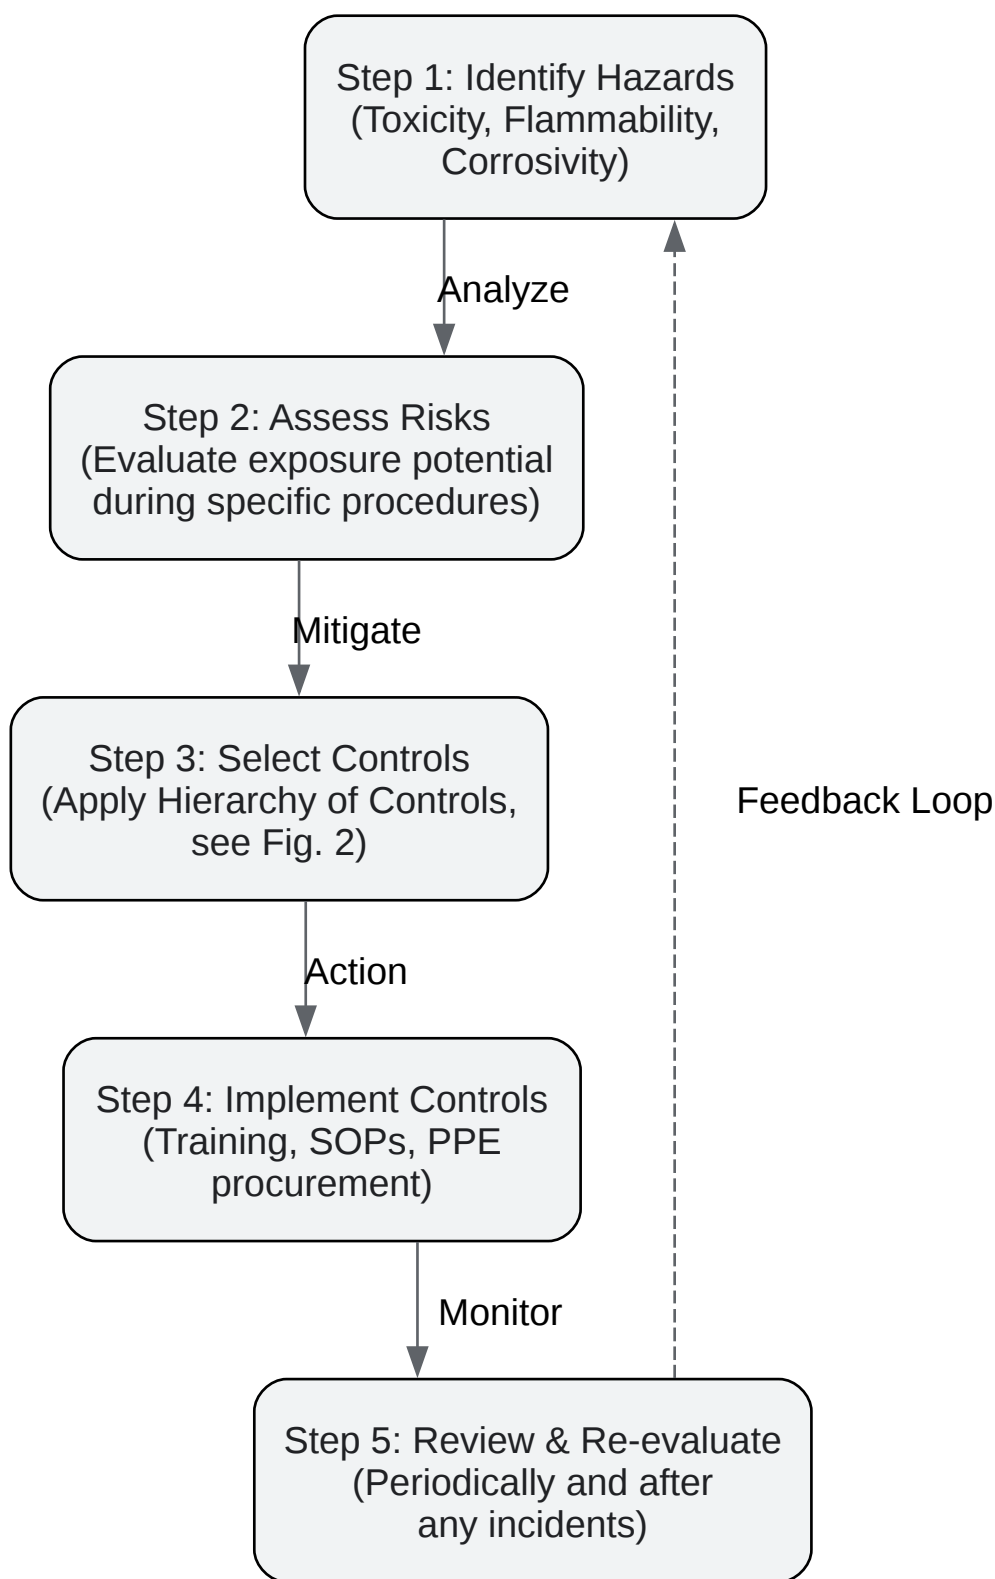 Step 1: Identify Hazards
(Toxicity, Flammability,
Corrosivity)
Analyze
Step 2: Assess Risks
(Evaluate exposure potential
during specific procedures)
Mitigate
Step 3: Select Controls
(Apply Hierarchy of Controls,
see Fig. 2)
Feedback Loop
Action
Step 4: Implement Controls
(Training, SOPs, PPE
procurement)
Monitor
Step 5: Review & Re-evaluate
(Periodically and after
any incidents)